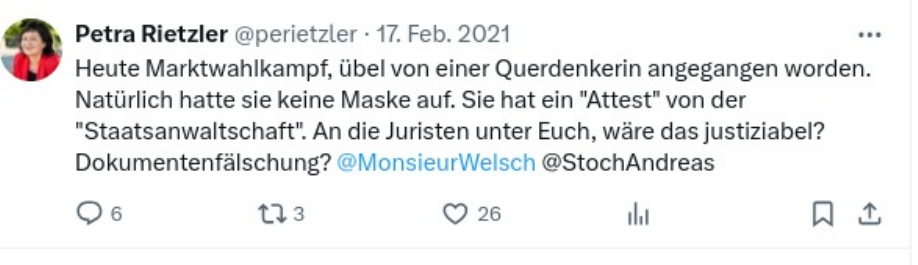 Petra Rietzler @perietzler · 17. Feb. 2021
Heute Marktwahlkampf, übel von einer Querdenkerin angegangen worden.
Natürlich hatte sie keine Maske auf. Sie hat ein "Attest" von der
"Staatsanwaltschaft". An die Juristen unter Euch, wäre das justiziabel?
Dokumentenfälschung? @MonsieurWelsch @StochAndreas
6 3 26